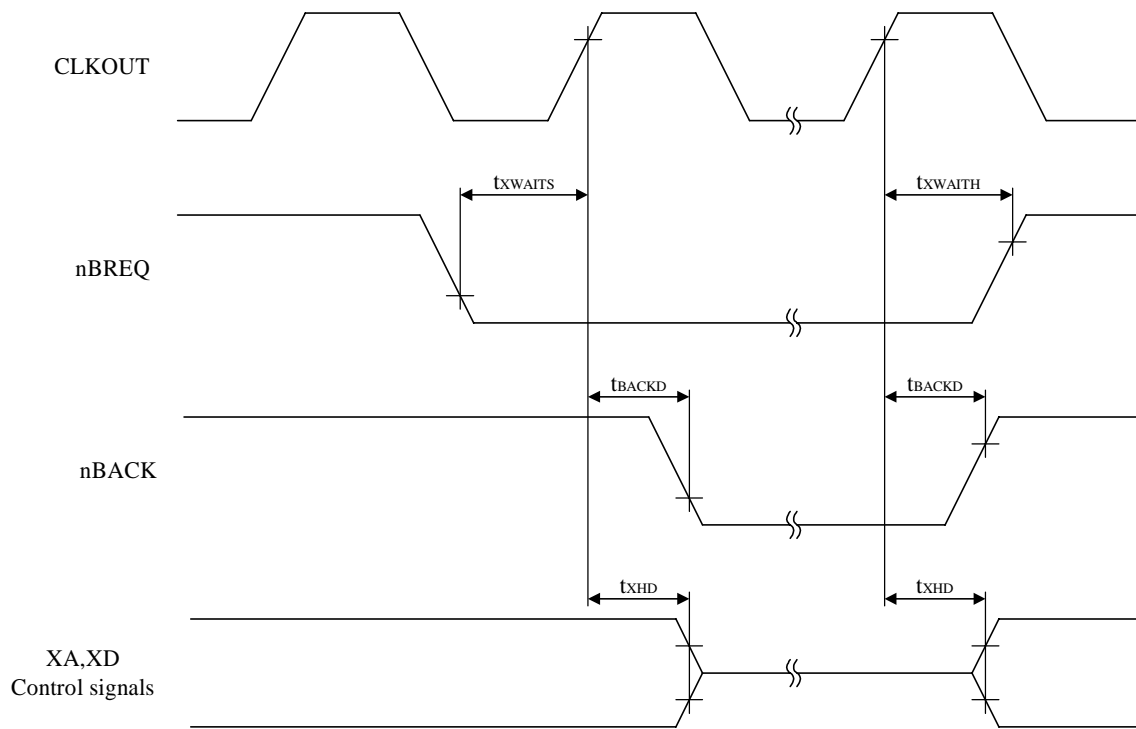 CLKOUT
tXWAITS
tXWAITH
nBREQ
tBACKD
tBACKD
nBACK
tXHD
tXHD
XA,XD
Control signals